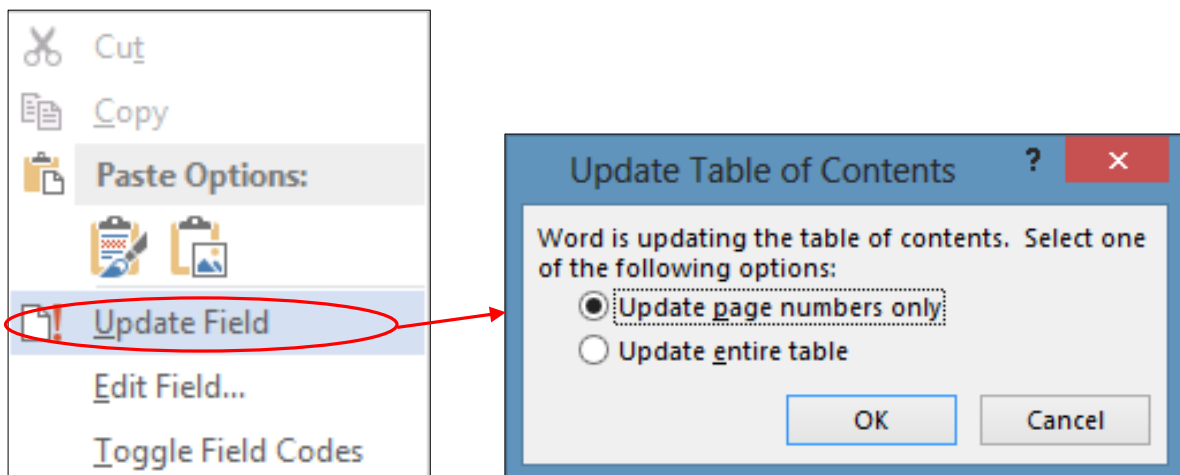 Cut
Copy
Paste Options:
Update Field
Edit Field...
Toggle Field Codes
Update Table of Contents ? ×
Word is updating the table of contents. Select one
of the following options:
Update page numbers only
Update entire table
OK Cancel